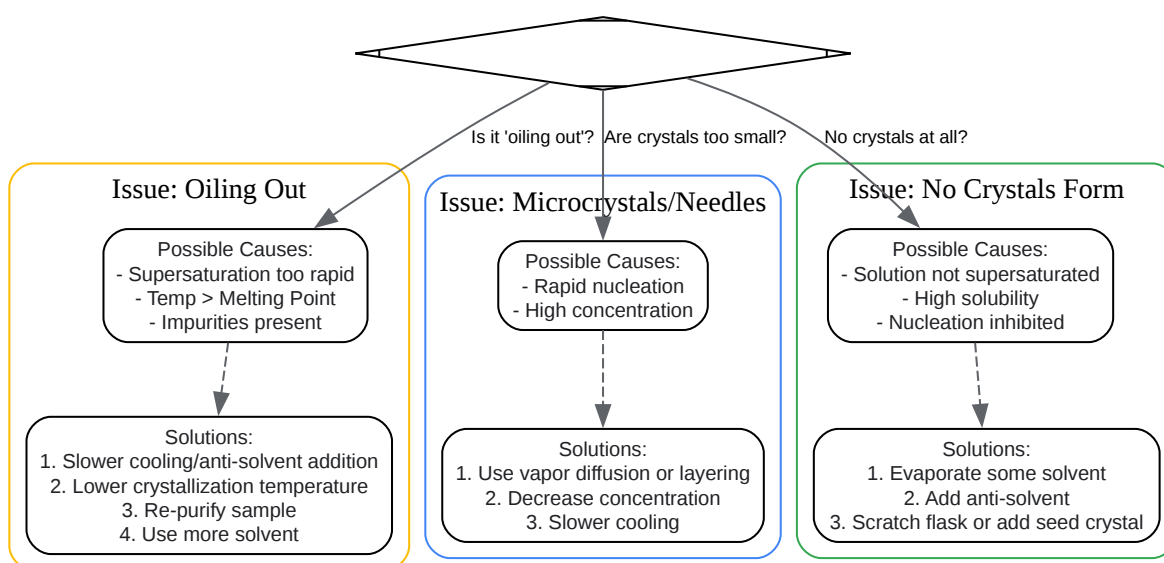 Is it 'oiling out'?
Are crystals too small?
No crystals at all?
Issue: Oiling Out
Possible Causes:
- Supersaturation too rapid
- Temp > Melting Point
- Impurities present
Solutions:
1. Slower cooling/anti-solvent addition
2. Lower crystallization temperature
3. Re-purify sample
4. Use more solvent
Issue: Microcrystals/Needles
Possible Causes:
- Rapid nucleation
- High concentration
Solutions:
1. Use vapor diffusion or layering
2. Decrease concentration
3. Slower cooling
Issue: No Crystals Form
Possible Causes:
- Solution not supersaturated
- High solubility
- Nucleation inhibited
Solutions:
1. Evaporate some solvent
2. Add anti-solvent
3. Scratch flask or add seed crystal